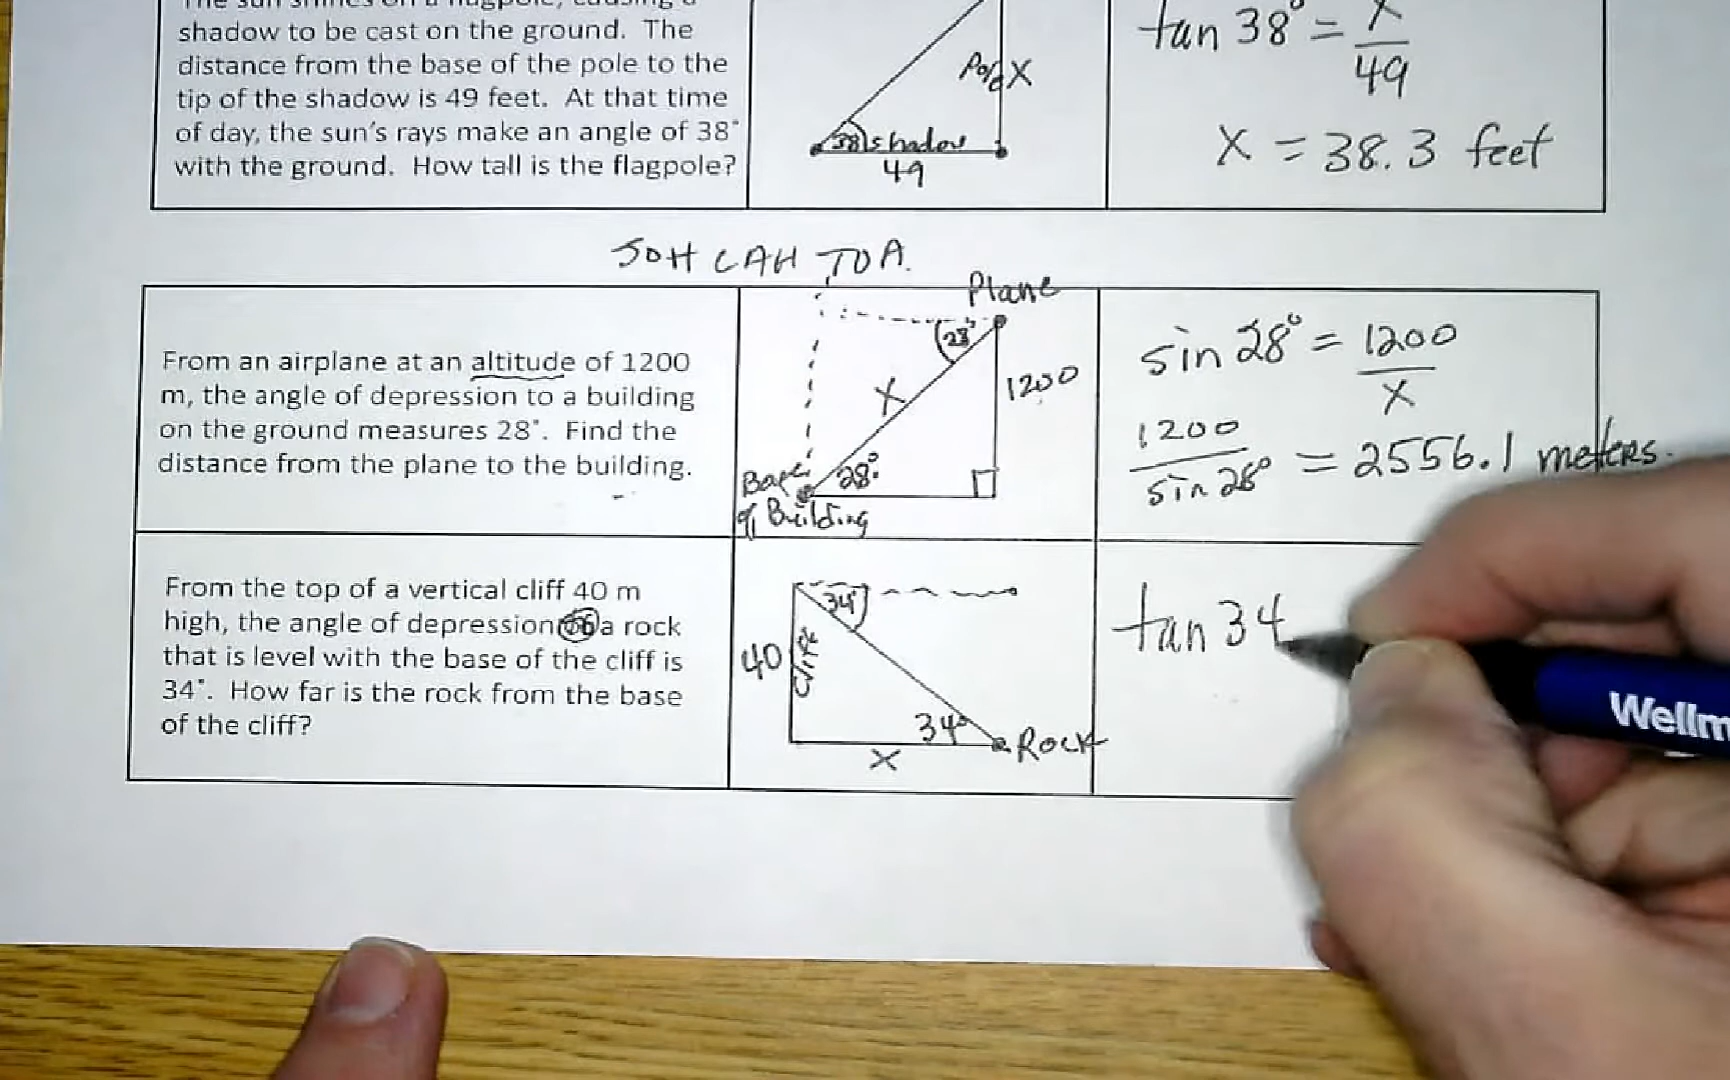 The sun shines on a flagpole, causing a
shadow to be cast on the ground. The
distance from the base of the pole to the
tip of the shadow is 49 feet. At that time
of day, the sun's rays make an angle of 38°
with the ground. How tall is the flagpole?
Pole X
38 shadow
49
tan 38° = X
49
X = 38.3 feet
SOH CAH TOA.
From an airplane at an altitude of 1200
m, the angle of depression to a building
on the ground measures 28°. Find the
distance from the plane to the building.
Plane
28°
X
1200
28°
Base
of Building
sin 28° = 1200
X
1200
sin 28° = 2556.1 meters.
From the top of a vertical cliff 40 m
high, the angle of depression a rock
that is level with the base of the cliff is
34°. How far is the rock from the base
of the cliff?
34°
40
Cliff
34°
Rock
X
tan 34
Wellm